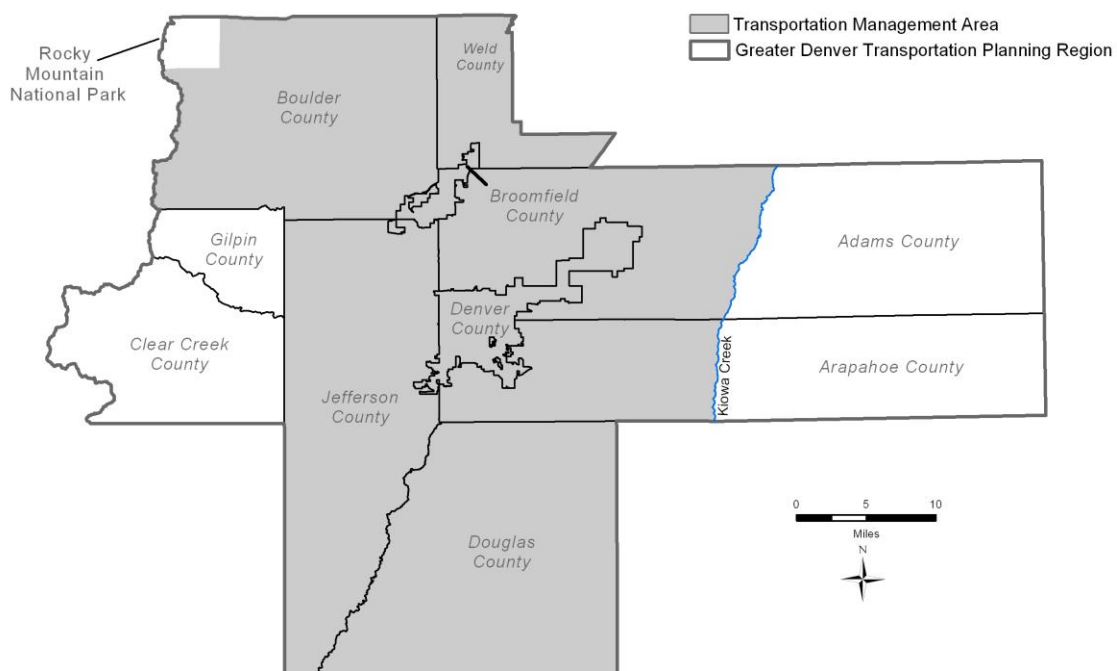 Transportation Management Area
Greater Denver Transportation Planning Region
Rocky
Mountain
National Park
Weld
County
Boulder
County
Broomfield
County
Gilpin
County
Adams County
Denver
County
Clear Creek
County
Kiowa Creek
Arapahoe County
Jefferson
County
0 5 10
Miles
N
Douglas
County